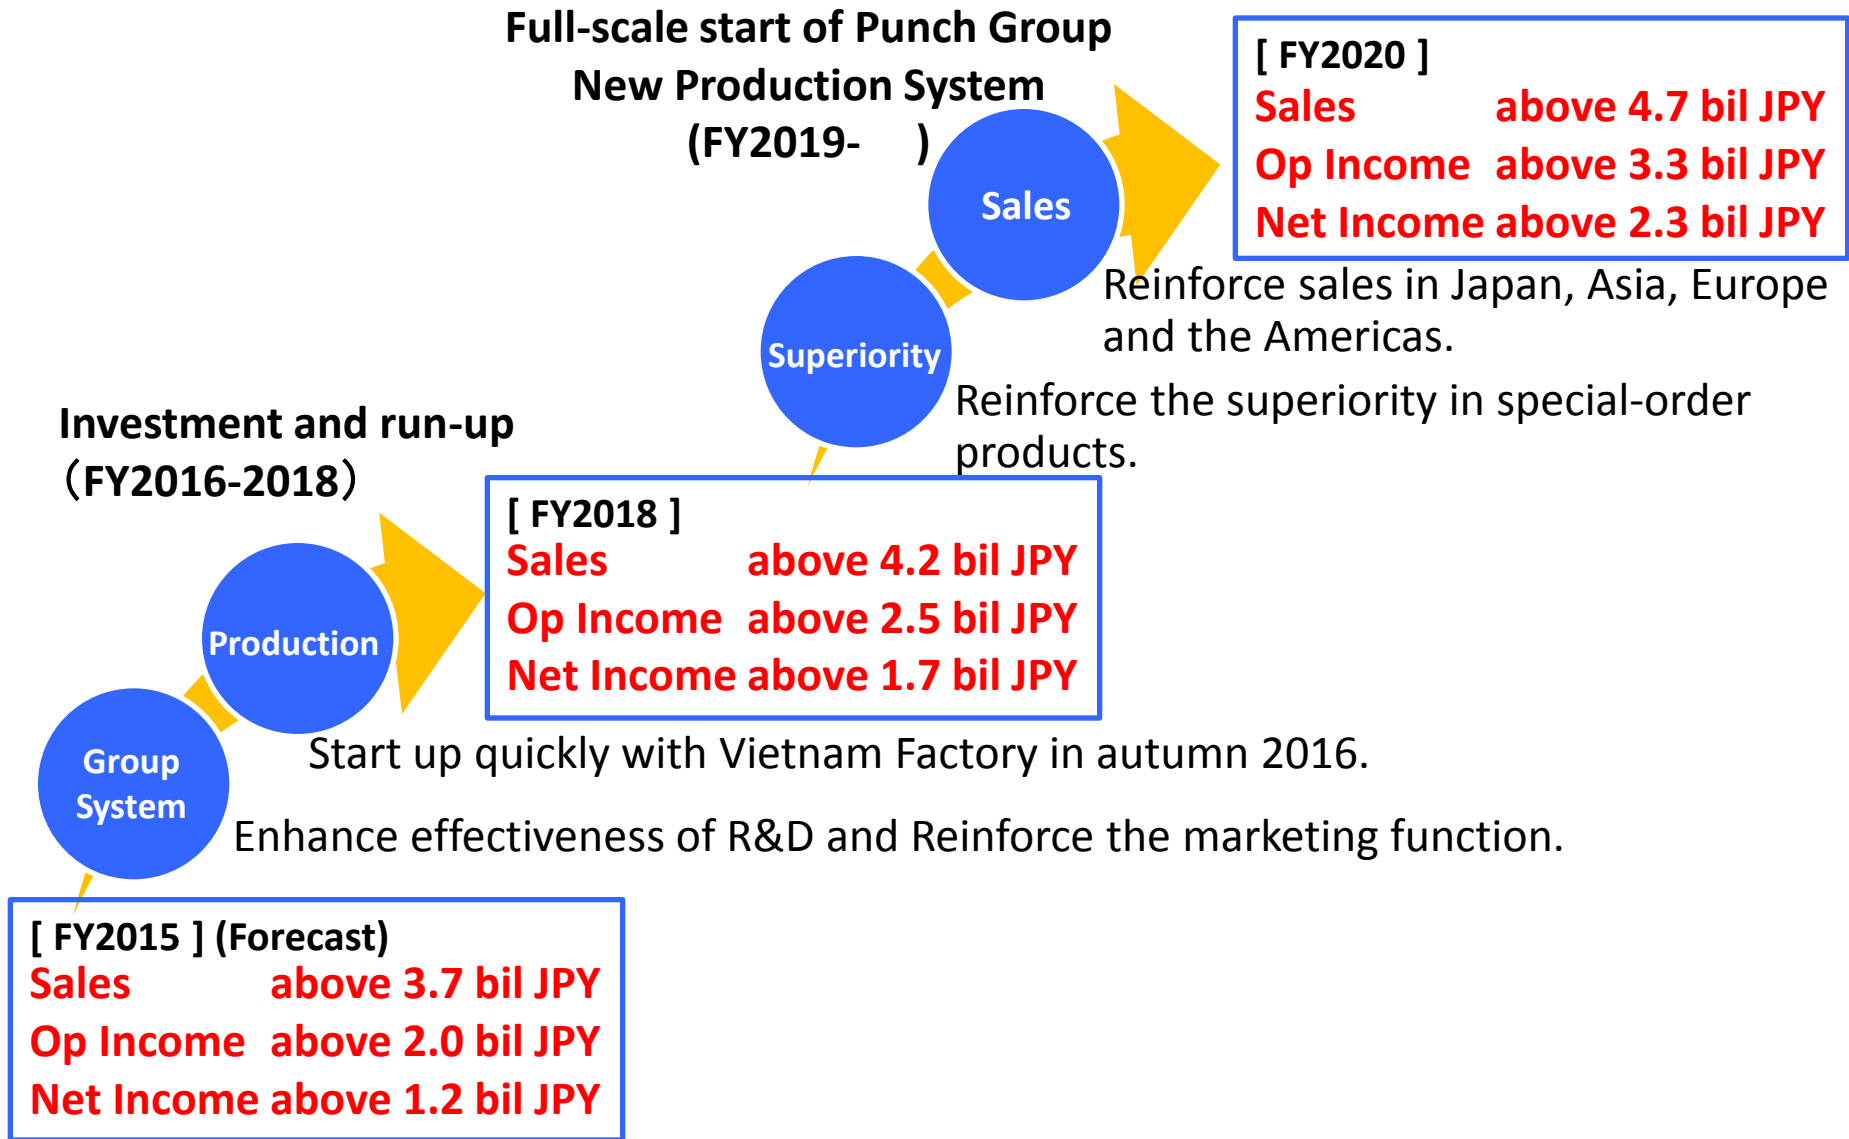 Full-scale start of Punch Group
New Production System
(FY2019-     )
[ FY2020 ]
Sales above 4.7 bil JPY
Op Income above 3.3 bil JPY
Net Income above 2.3 bil JPY
Sales
Reinforce sales in Japan, Asia, Europe
and the Americas.
Superiority
Reinforce the superiority in special-order
products.
Investment and run-up
（FY2016-2018）
[ FY2018 ]
Sales above 4.2 bil JPY
Op Income above 2.5 bil JPY
Net Income above 1.7 bil JPY
Production
Start up quickly with Vietnam Factory in autumn 2016.
Group
System
Enhance effectiveness of R&D and Reinforce the marketing function.
[ FY2015 ] (Forecast)
Sales above 3.7 bil JPY
Op Income above 2.0 bil JPY
Net Income above 1.2 bil JPY